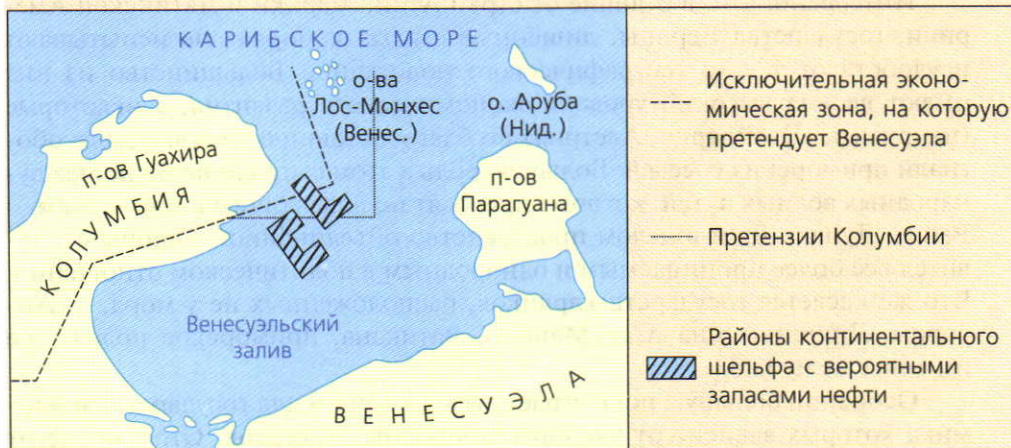 КАРИБСКОЕ МОРЕ
о-ва
Лос-Монхес
(Венес.)
о. Аруба
(Нид.)
п-ов Гуахира
п-ов
Парагуана
КОЛУМБИЯ
Венесуэльский
залив
ВЕНЕСУЭЛА
Исключительная эконо-
мическая зона, на которую
претендует Венесуэла
Претензии Колумбии
Районы континентального
шельфа с вероятными
запасами нефти